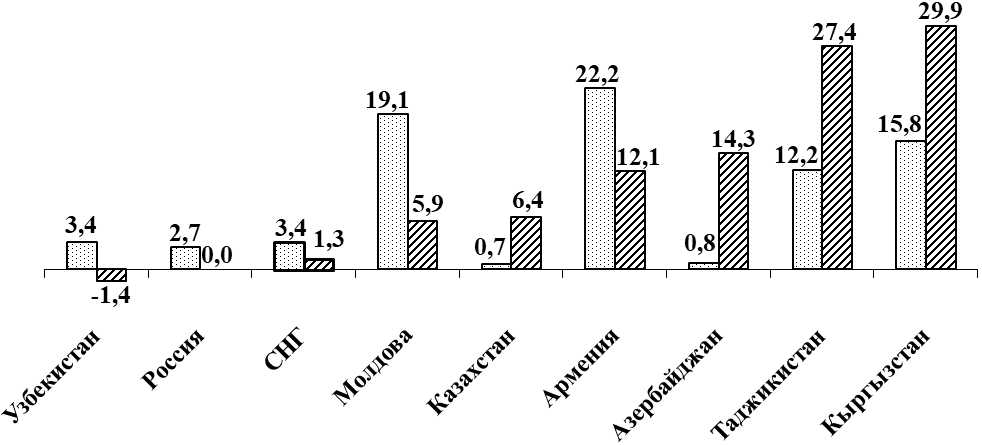 3,4
-1,4
2,7
0,0
3,4
1,3
19,1
5,9
0,7
6,4
22,2
12,1
0,8
14,3
12,2
27,4
15,8
29,9
Узбекистан
Россия
СНГ
Молдова
Казахстан
Армения
Азербайджан
Таджикистан
Кыргызстан